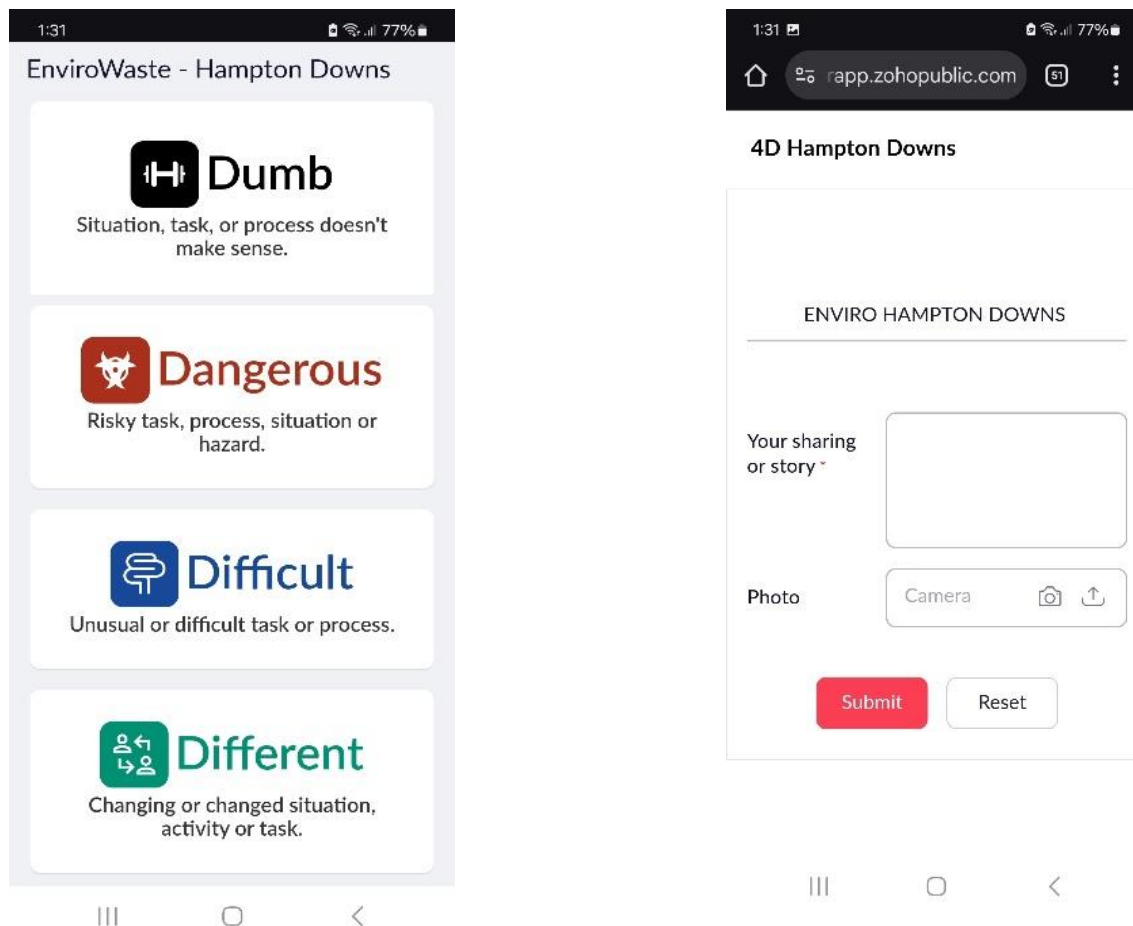 1:31
77%
EnviroWaste - Hampton Downs
Dumb
Situation, task, or process doesn't
make sense.
Dangerous
Risky task, process, situation or
hazard.
Difficult
Unusual or difficult task or process.
Different
Changing or changed situation,
activity or task.
1:31
77%
rapp.zohopublic.com
51
4D Hampton Downs
ENVIRO HAMPTON DOWNS
Your sharing
or story *
Photo
Camera
Submit
Reset